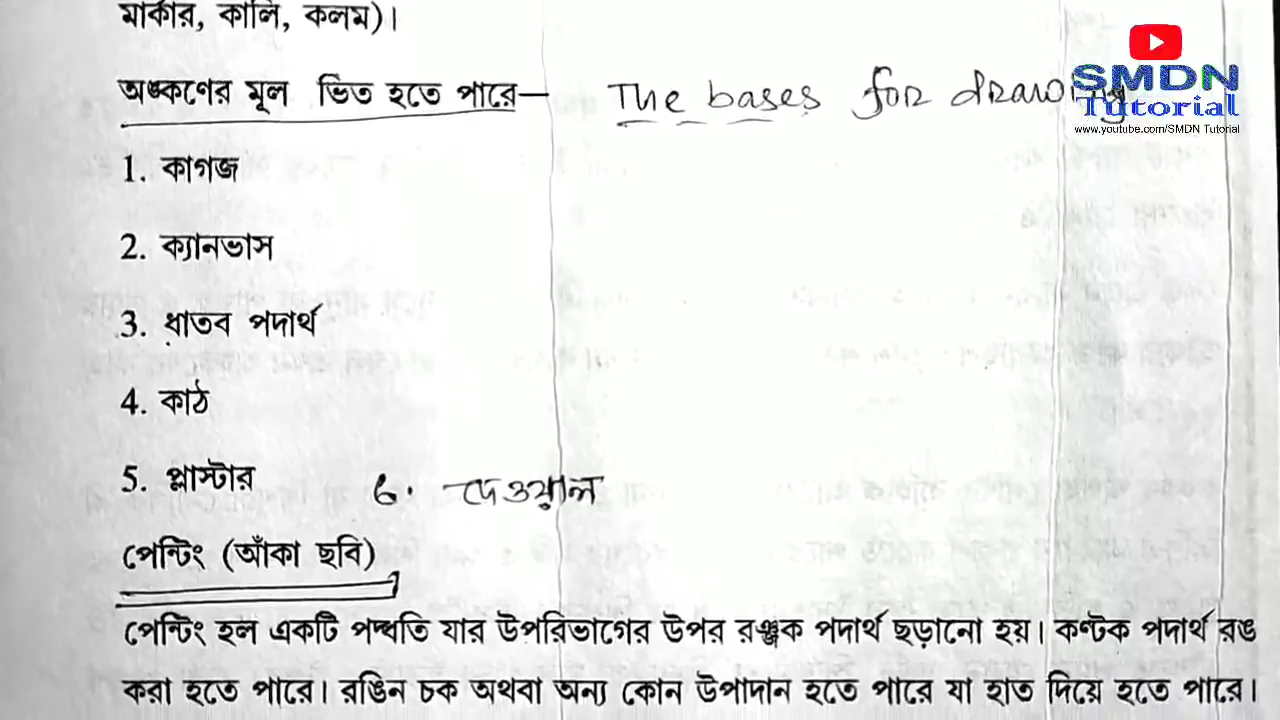 মার্কার, কালি, কলম)।
অঙ্কণের মূল ভিত হতে পারে— The bases for drawing
SMDN
Tutorial
www.youtube.com/SMDN Tutorial
1. কাগজ
2. ক্যানভাস
3. ধাতব পদার্থ
4. কাঠ
5. প্লাস্টার 6. দেওয়াল
পেন্টিং (আঁকা ছবি)
পেন্টিং হল একটি পদ্ধতি যার উপরিভাগের উপর রঞ্জক পদার্থ ছড়ানো হয়। কণ্টক পদার্থ রঙ
করা হতে পারে। রঙিন চক অথবা অন্য কোন উপাদান হতে পারে যা হাত দিয়ে হতে পারে।